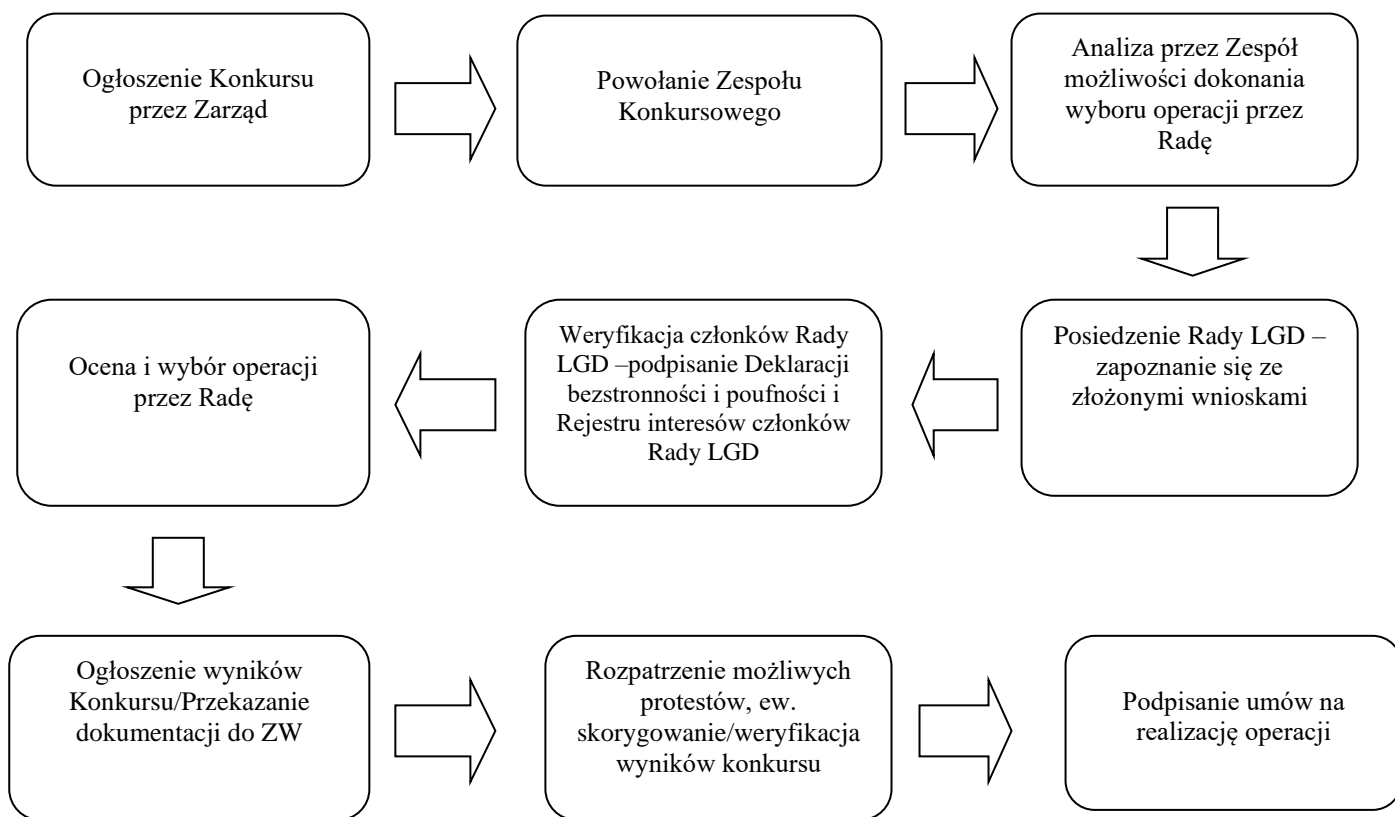 Ogłoszenie Konkursu
przez Zarząd
Powołanie Zespołu
Konkursowego
Analiza przez Zespół
możliwości dokonania
wyboru operacji przez
Radę
Posiedzenie Rady LGD –
zapoznanie się ze
złożonymi wnioskami
Weryfikacja członków Rady
LGD –podpisanie Deklaracji
bezstronności i poufności i
Rejestru interesów członków
Rady LGD
Ocena i wybór operacji
przez Radę
Ogłoszenie wyników
Konkursu/Przekazanie
dokumentacji do ZW
Rozpatrzenie możliwych
protestów, ew.
skorygowanie/weryfikacja
wyników konkursu
Podpisanie umów na
realizację operacji